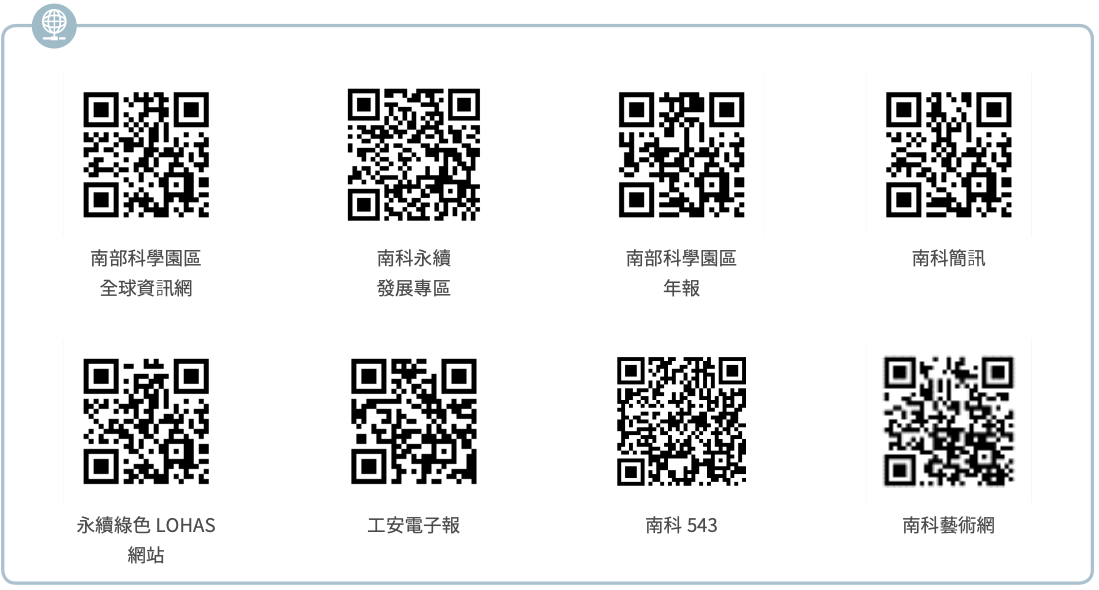 南部科學園區
全球資訊網
南科永續
發展專區
南部科學園區
年報
南科簡訊
永續綠色 LOHAS
網站
工安電子報
南科 543
南科藝術網